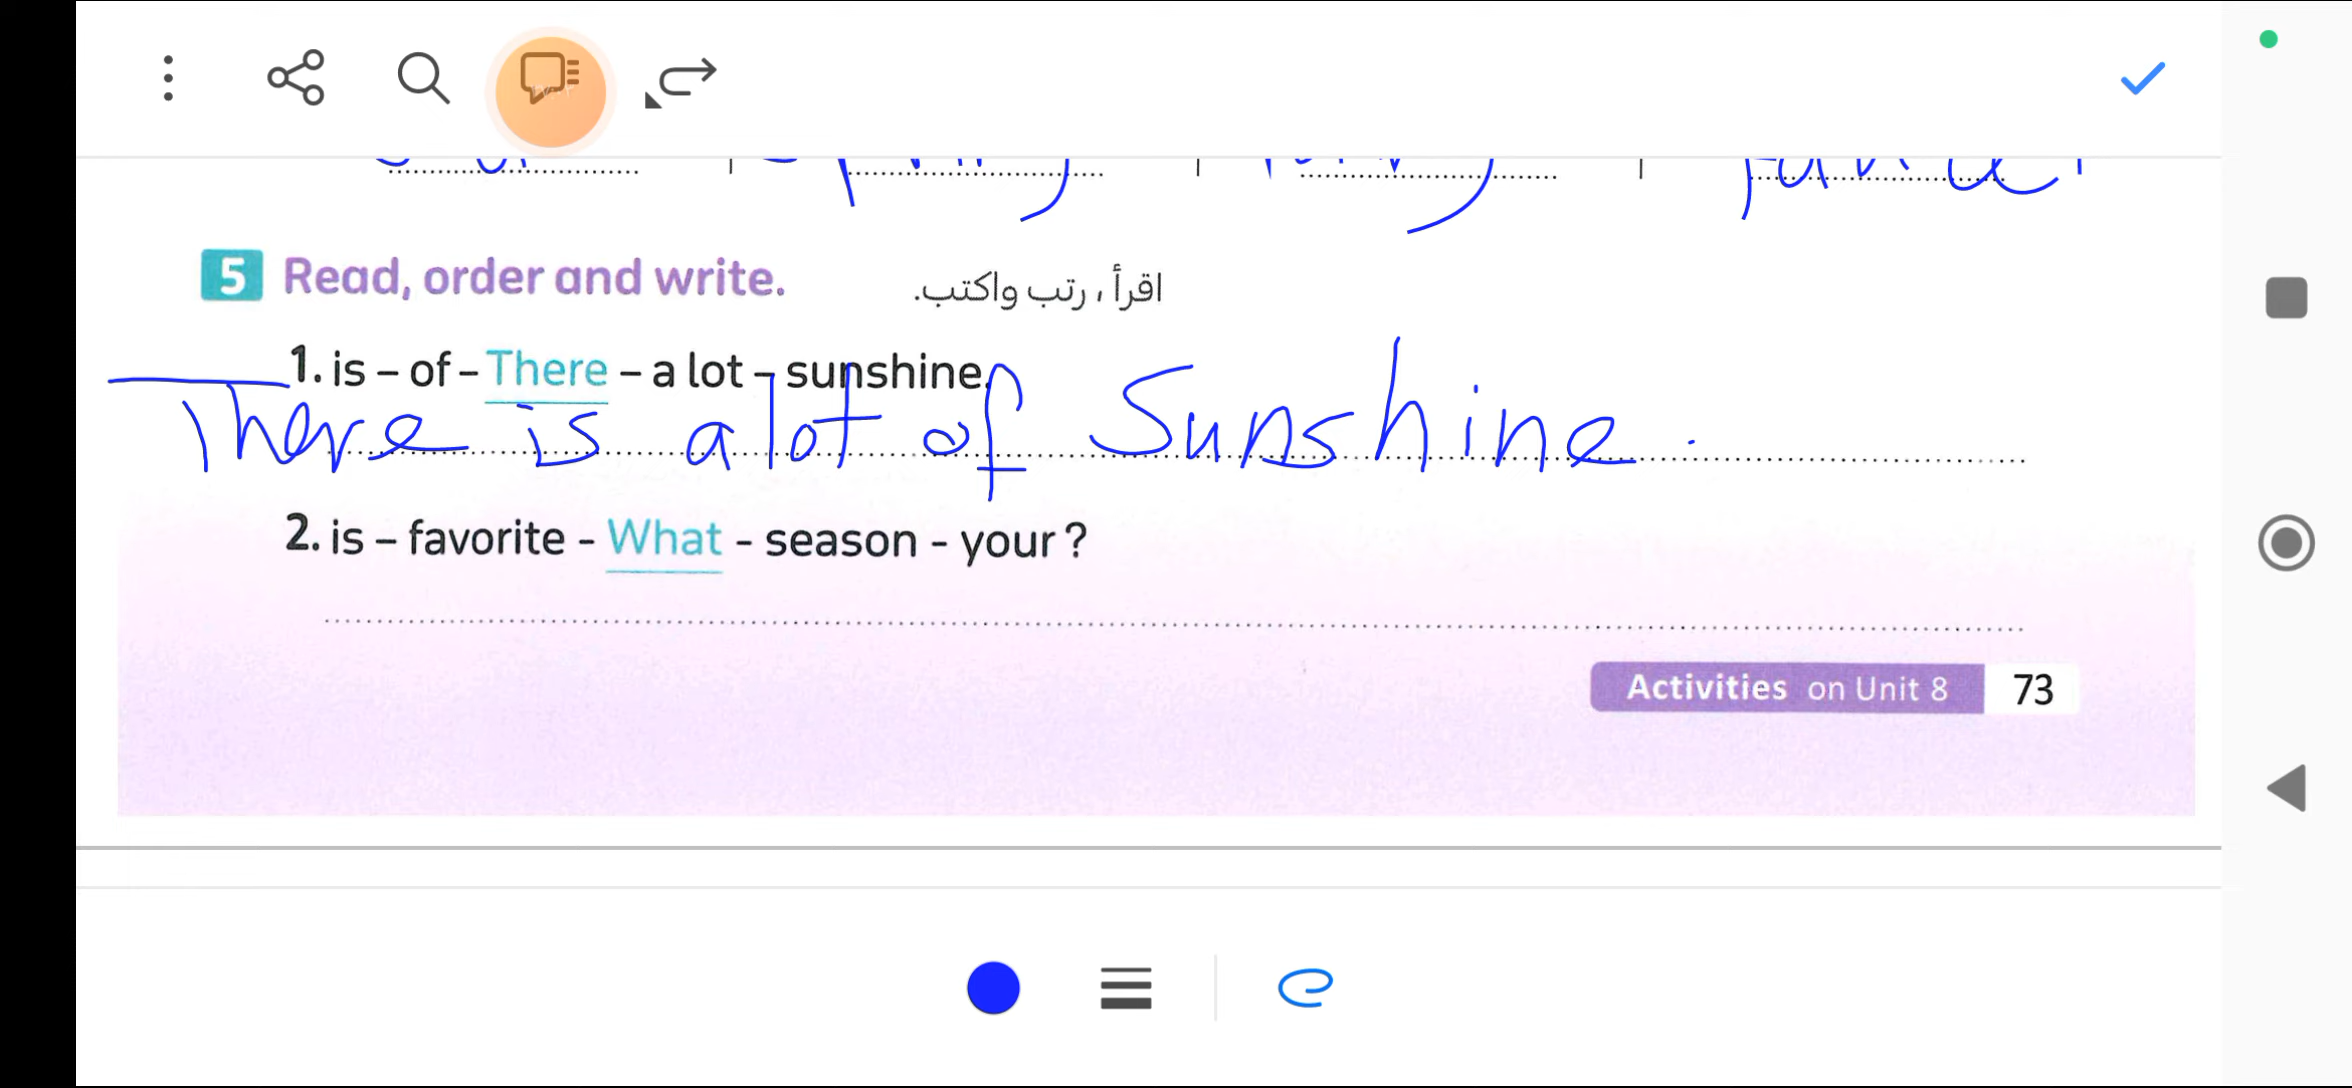 5 Read, order and write. اقرأ ، رتب واكتب.
1. is – of – There – a lot – sunshine.
There is a lot of Sunshine.
2. is – favorite - What - season - your ?
Activities on Unit 8 73